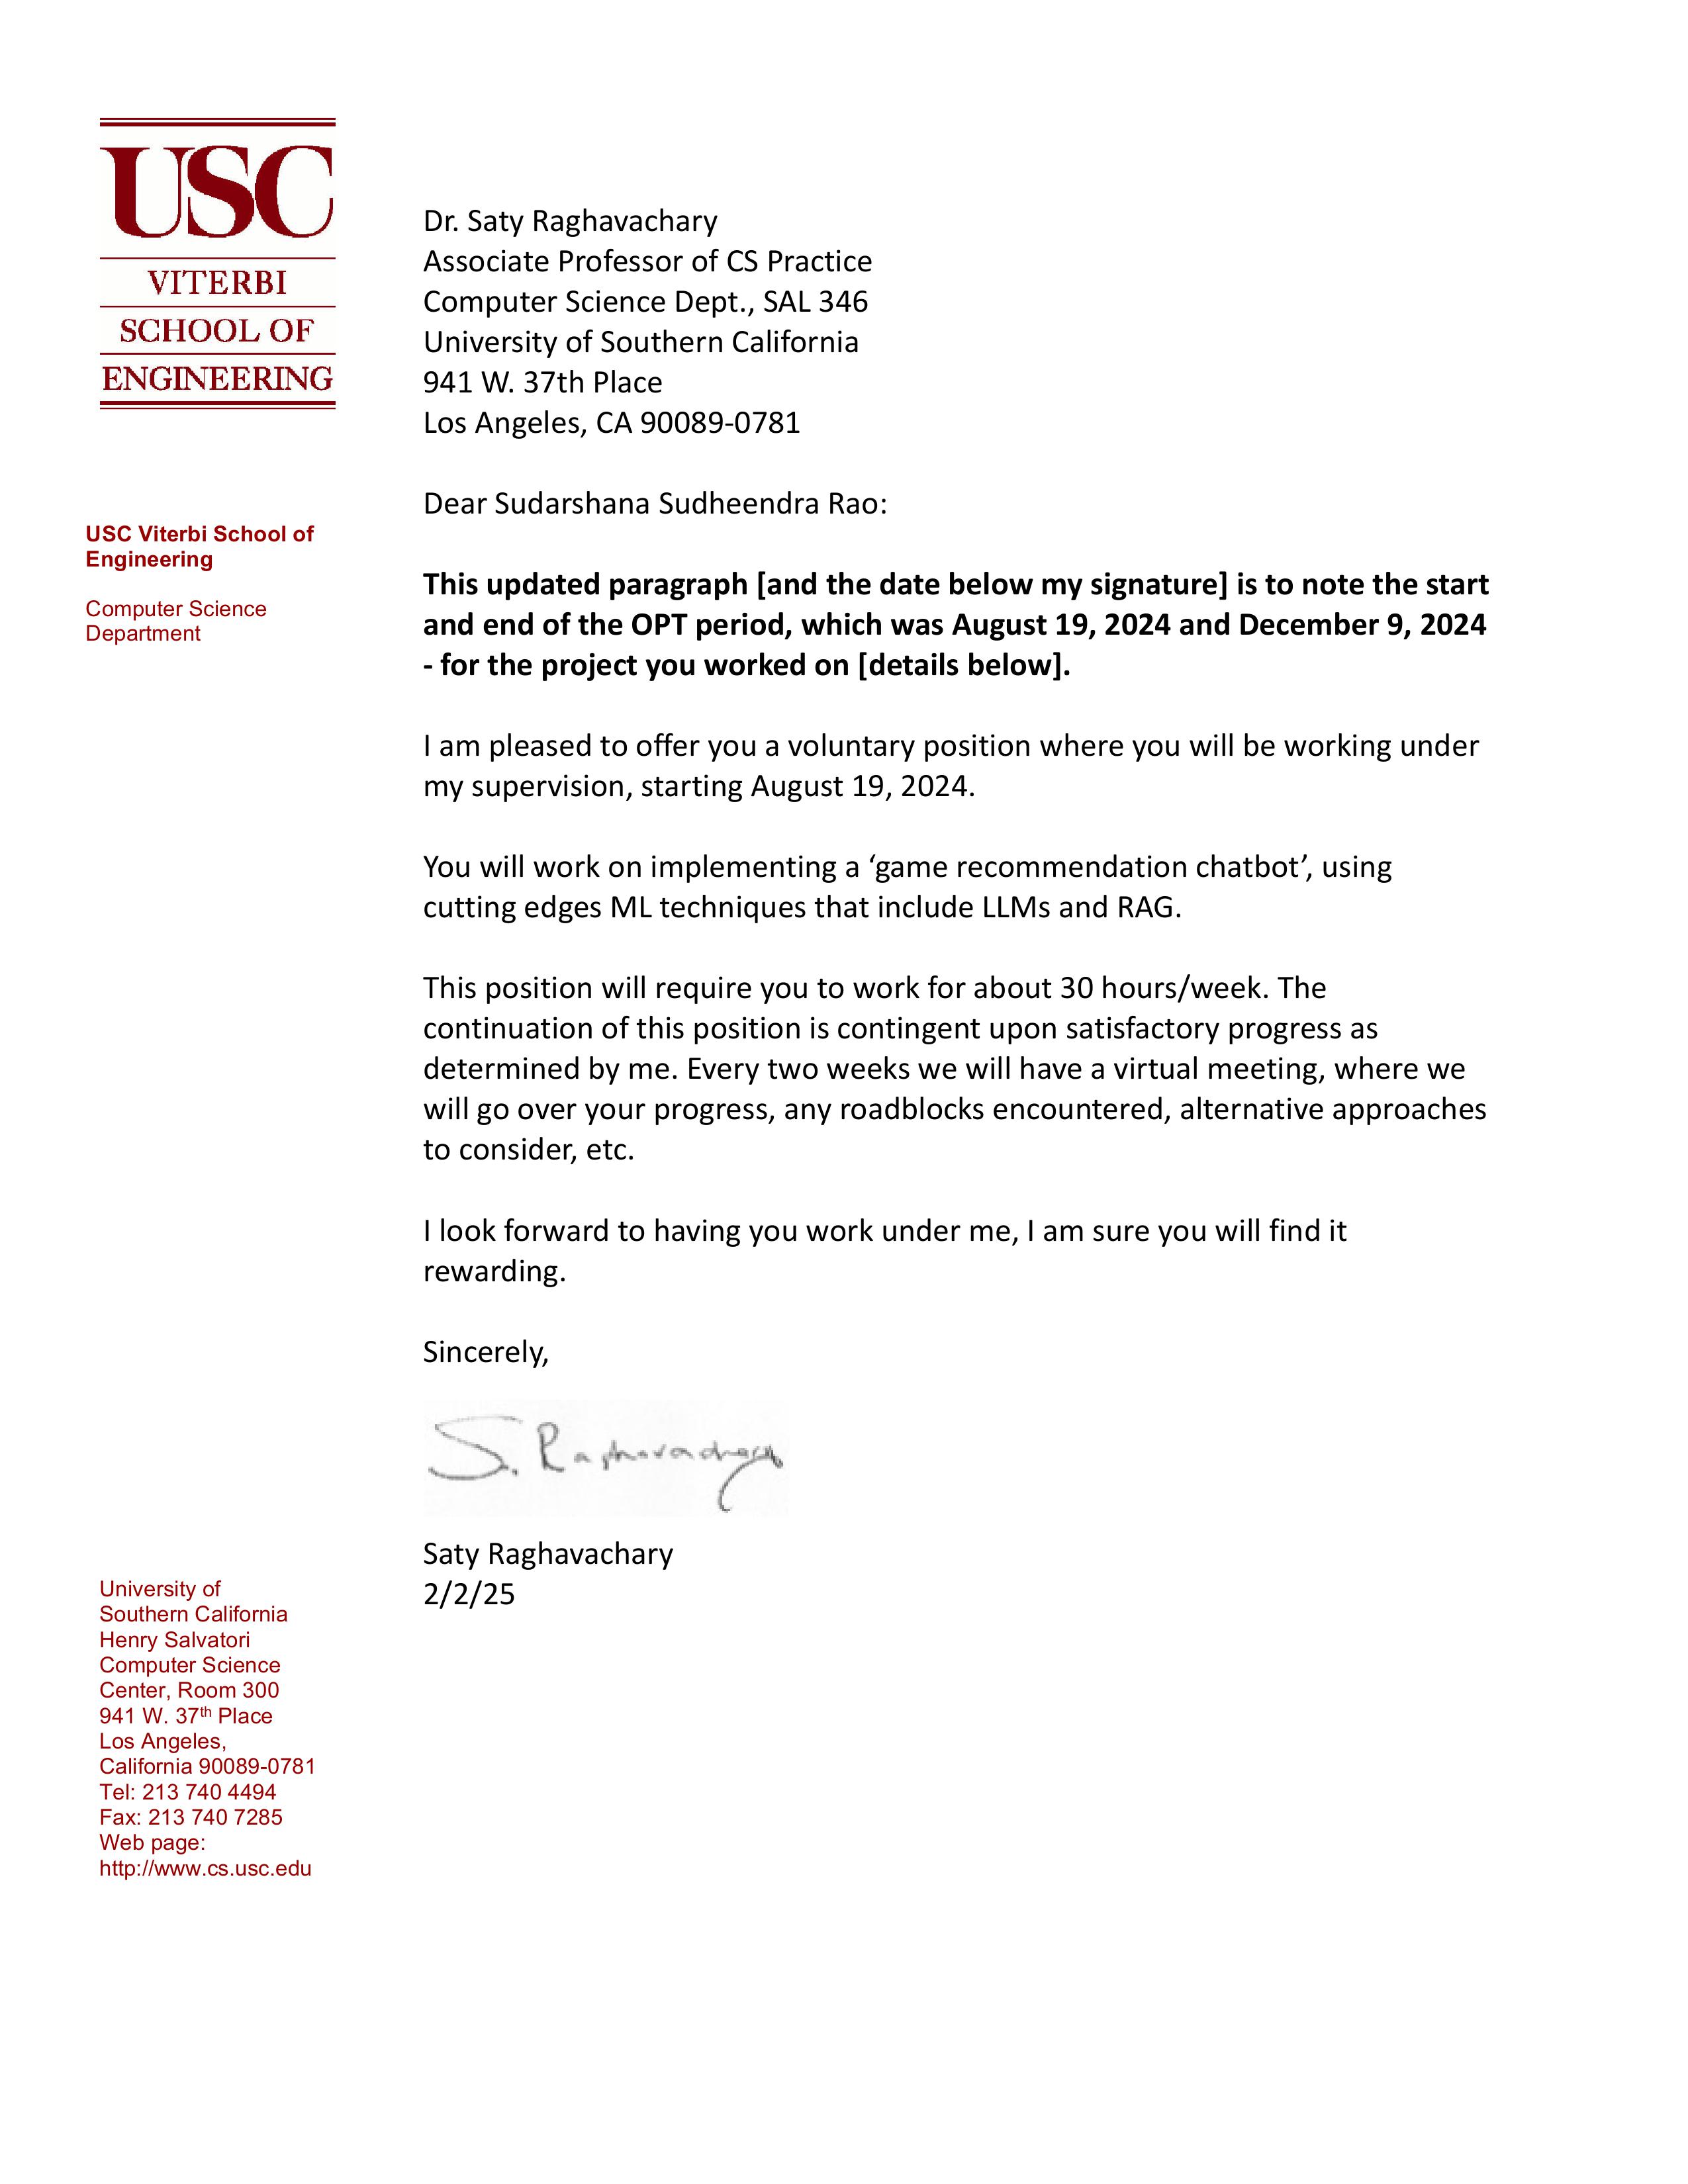 USC
VITERBI
SCHOOL OF
ENGINEERING
USC Viterbi School of
Engineering
Computer Science
Department
Dr. Saty Raghavachary
Associate Professor of CS Practice
Computer Science Dept., SAL 346
University of Southern California
941 W. 37th Place
Los Angeles, CA 90089-0781
Dear Sudarshana Sudheendra Rao:
This updated paragraph [and the date below my signature] is to note the start
and end of the OPT period, which was August 19, 2024 and December 9, 2024
- for the project you worked on [details below].
I am pleased to offer you a voluntary position where you will be working under
my supervision, starting August 19, 2024.
You will work on implementing a ‘game recommendation chatbot’, using
cutting edges ML techniques that include LLMs and RAG.
This position will require you to work for about 30 hours/week. The
continuation of this position is contingent upon satisfactory progress as
determined by me. Every two weeks we will have a virtual meeting, where we
will go over your progress, any roadblocks encountered, alternative approaches
to consider, etc.
I look forward to having you work under me, I am sure you will find it
rewarding.
Sincerely,
S. Raghavachary
Saty Raghavachary
2/2/25
University of
Southern California
Henry Salvatori
Computer Science
Center, Room 300
941 W. 37th Place
Los Angeles,
California 90089-0781
Tel: 213 740 4494
Fax: 213 740 7285
Web page:
http://www.cs.usc.edu